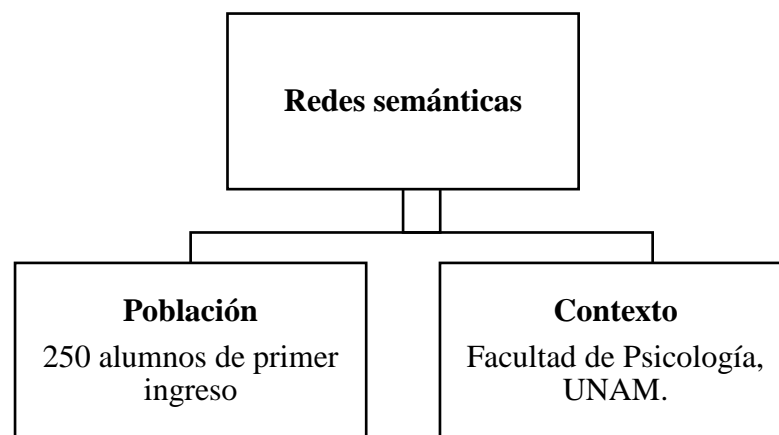 Redes semánticas
Población
250 alumnos de primer
ingreso
Contexto
Facultad de Psicología,
UNAM.